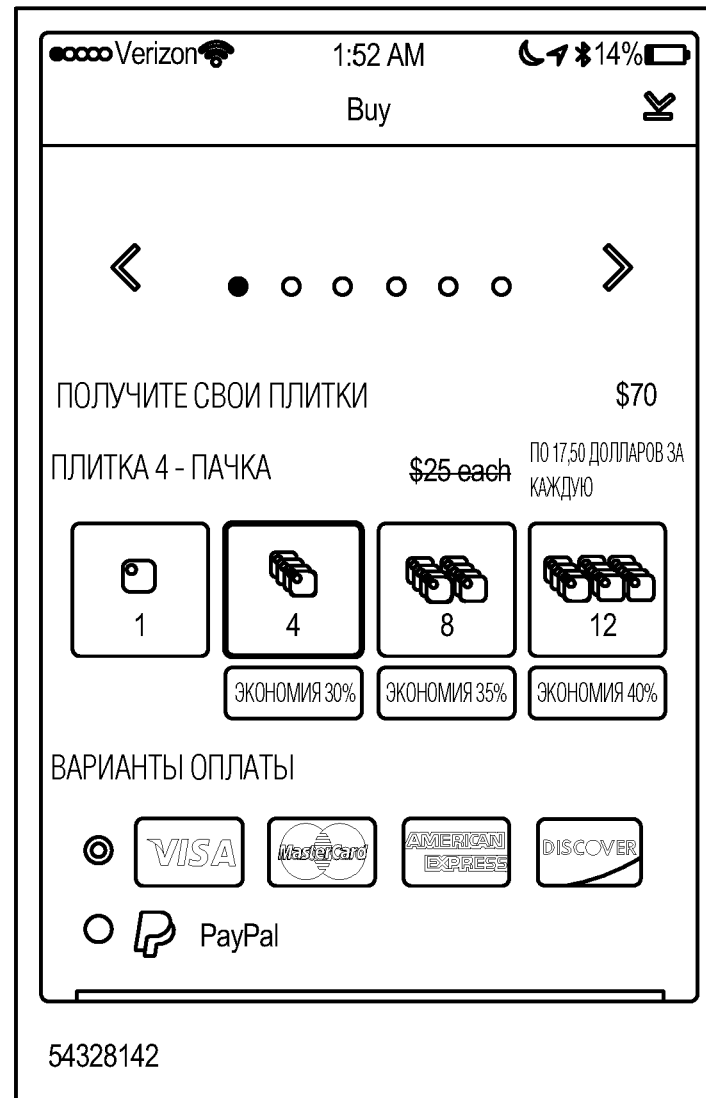 Verizon 1:52 AM 14%
Buy
ПОЛУЧИТЕ СВОИ ПЛИТКИ $70
ПЛИТКА 4 - ПАЧКА $25 each ПО 17,50 ДОЛЛАРОВ ЗА
КАЖДУЮ
1 4 8 12
ЭКОНОМИЯ 30% ЭКОНОМИЯ 35% ЭКОНОМИЯ 40%
ВАРИАНТЫ ОПЛАТЫ
VISA MasterCard AMERICAN EXPRESS DISCOVER
PayPal
54328142